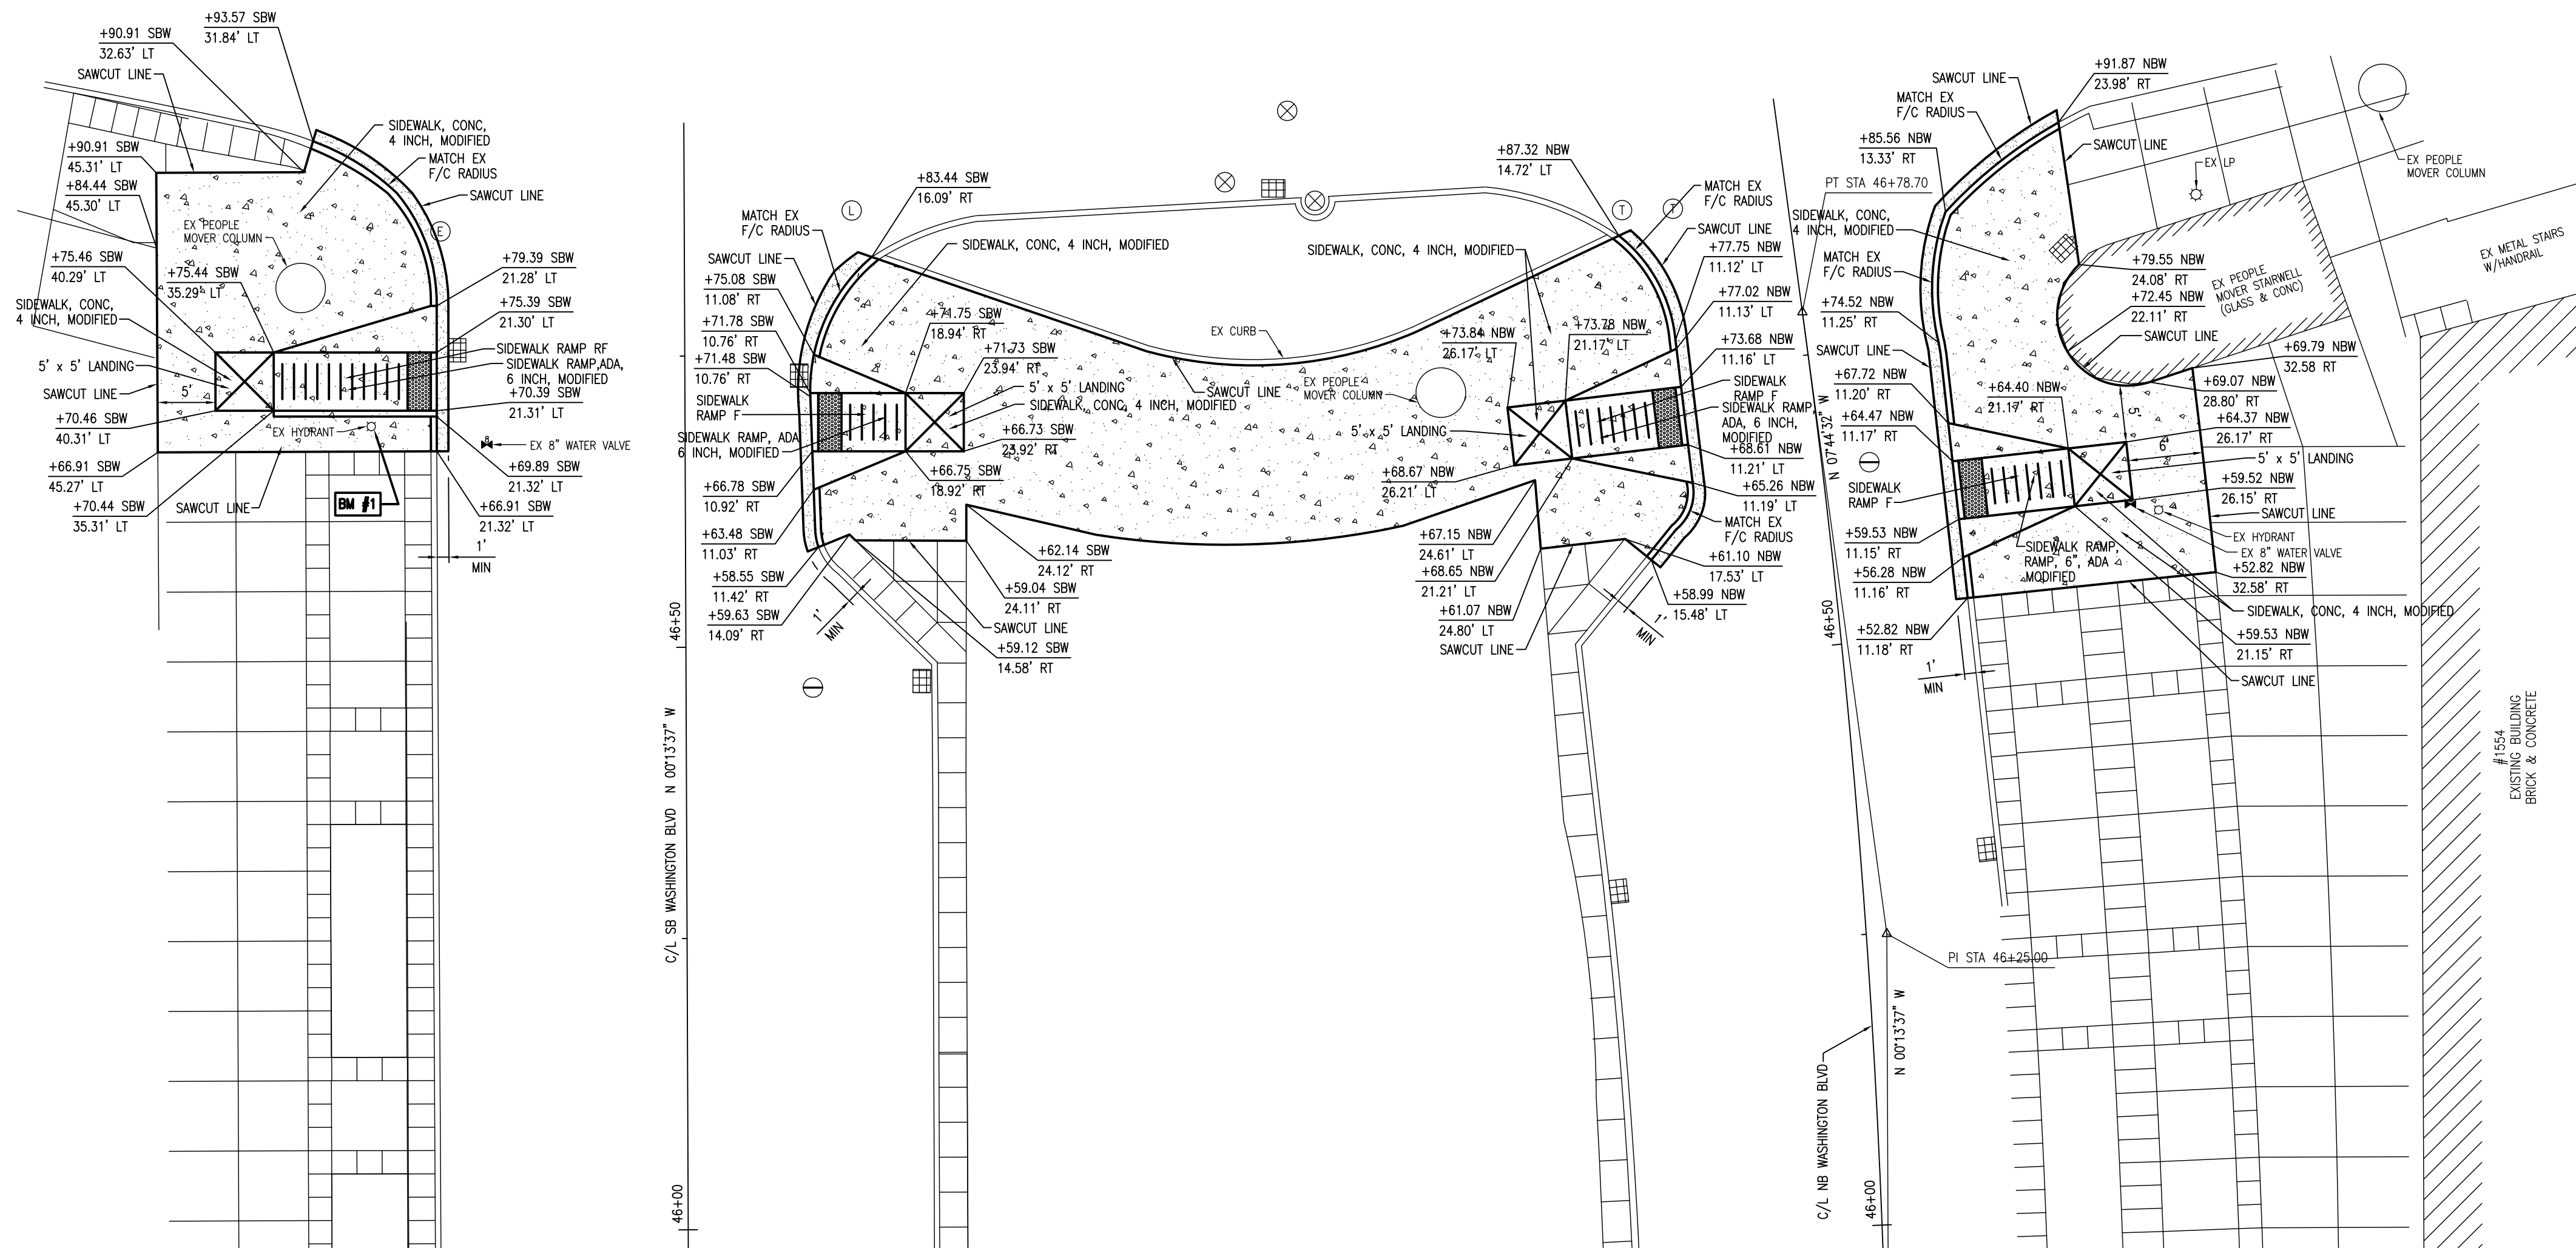 +93.57 SBW
31.84' LT
+90.91 SBW
32.63' LT
SAWCUT LINE
SIDEWALK, CONC,
4 INCH, MODIFIED
MATCH EX
F/C RADIUS
SAWCUT LINE
+90.91 SBW
45.31' LT
+84.44 SBW
45.30' LT
EX PEOPLE
MOVER COLUMN
E
+75.46 SBW
40.29' LT
+75.44 SBW
35.29' LT
+79.39 SBW
21.28' LT
SIDEWALK, CONC,
4 INCH, MODIFIED
+75.39 SBW
21.30' LT
SIDEWALK RAMP RF
SIDEWALK RAMP,ADA,
6 INCH, MODIFIED
5' x 5' LANDING
SAWCUT LINE
5'
+70.39 SBW
21.31' LT
+70.46 SBW
40.31' LT
EX HYDRANT
8
EX 8" WATER VALVE
+66.91 SBW
45.27' LT
+69.89 SBW
21.32' LT
BM #1
+70.44 SBW
35.31' LT
SAWCUT LINE
+66.91 SBW
21.32' LT
1'
MIN
C/L SB WASHINGTON BLVD N 00°13'37" W
46+50
46+00
L
+83.44 SBW
16.09' RT
MATCH EX
F/C RADIUS
SIDEWALK, CONC, 4 INCH, MODIFIED
SAWCUT LINE
+75.08 SBW
11.08' RT
+71.78 SBW
10.76' RT
+71.75 SBW
18.94' RT
+71.48 SBW
10.76' RT
+71.73 SBW
23.94' RT
5' x 5' LANDING
SIDEWALK, CONC, 4 INCH, MODIFIED
SIDEWALK
RAMP F
SIDEWALK RAMP, ADA
6 INCH, MODIFIED
+66.73 SBW
23.92' RT
+66.75 SBW
18.92' RT
+66.78 SBW
10.92' RT
+63.48 SBW
11.03' RT
+62.14 SBW
24.12' RT
+58.55 SBW
11.42' RT
+59.04 SBW
24.11' RT
+59.63 SBW
14.09' RT
1'
MIN
SAWCUT LINE
+59.12 SBW
14.58' RT
EX CURB
SAWCUT LINE
EX PEOPLE
MOVER COLUMN
+87.32 NBW
14.72' LT
T
T
MATCH EX
F/C RADIUS
SAWCUT LINE
SIDEWALK, CONC, 4 INCH, MODIFIED
+77.75 NBW
11.12' LT
+77.02 NBW
11.13' LT
+73.84 NBW
26.17' LT
+73.78 NBW
21.17' LT
+73.68 NBW
11.16' LT
SIDEWALK
RAMP F
SIDEWALK RAMP,
ADA, 6 INCH,
MODIFIED
5' x 5' LANDING
+68.61 NBW
11.21' LT
+68.67 NBW
26.21' LT
+65.26 NBW
11.19' LT
MATCH EX
F/C RADIUS
+67.15 NBW
24.61' LT
+61.10 NBW
17.53' LT
+68.65 NBW
21.21' LT
+58.99 NBW
15.48' LT
+61.07 NBW
24.80' LT
1'
MIN
SAWCUT LINE
PT STA 46+78.70
N 07°44'32" W
46+50
PI STA 46+25.00
N 00°13'37" W
C/L NB WASHINGTON BLVD
46+00
+91.87 NBW
23.98' RT
SAWCUT LINE
MATCH EX
F/C RADIUS
+85.56 NBW
13.33' RT
SAWCUT LINE
EX LP
EX PEOPLE
MOVER COLUMN
SIDEWALK, CONC,
4 INCH, MODIFIED
EX METAL STAIRS
W/HANDRAIL
MATCH EX
F/C RADIUS
+79.55 NBW
24.08' RT
EX PEOPLE
MOVER STAIRWELL
(GLASS & CONC)
+72.45 NBW
22.11' RT
+74.52 NBW
11.25' RT
SAWCUT LINE
SAWCUT LINE
+69.79 NBW
32.58 RT
+67.72 NBW
11.20' RT
+64.40 NBW
21.17' RT
+69.07 NBW
28.80' RT
5'
+64.47 NBW
11.17' RT
+64.37 NBW
26.17' RT
6'
5' x 5' LANDING
SIDEWALK
RAMP F
+59.52 NBW
26.15' RT
SAWCUT LINE
+59.53 NBW
11.15' RT
SIDEWALK RAMP,
RAMP, 6", ADA
MODIFIED
EX HYDRANT
EX 8" WATER VALVE
+56.28 NBW
11.16' RT
+52.82 NBW
32.58' RT
SIDEWALK, CONC, 4 INCH, MODIFIED
+52.82 NBW
11.18' RT
+59.53 NBW
21.15' RT
1'
MIN
SAWCUT LINE
#1554
EXISTING BUILDING
BRICK & CONCRETE